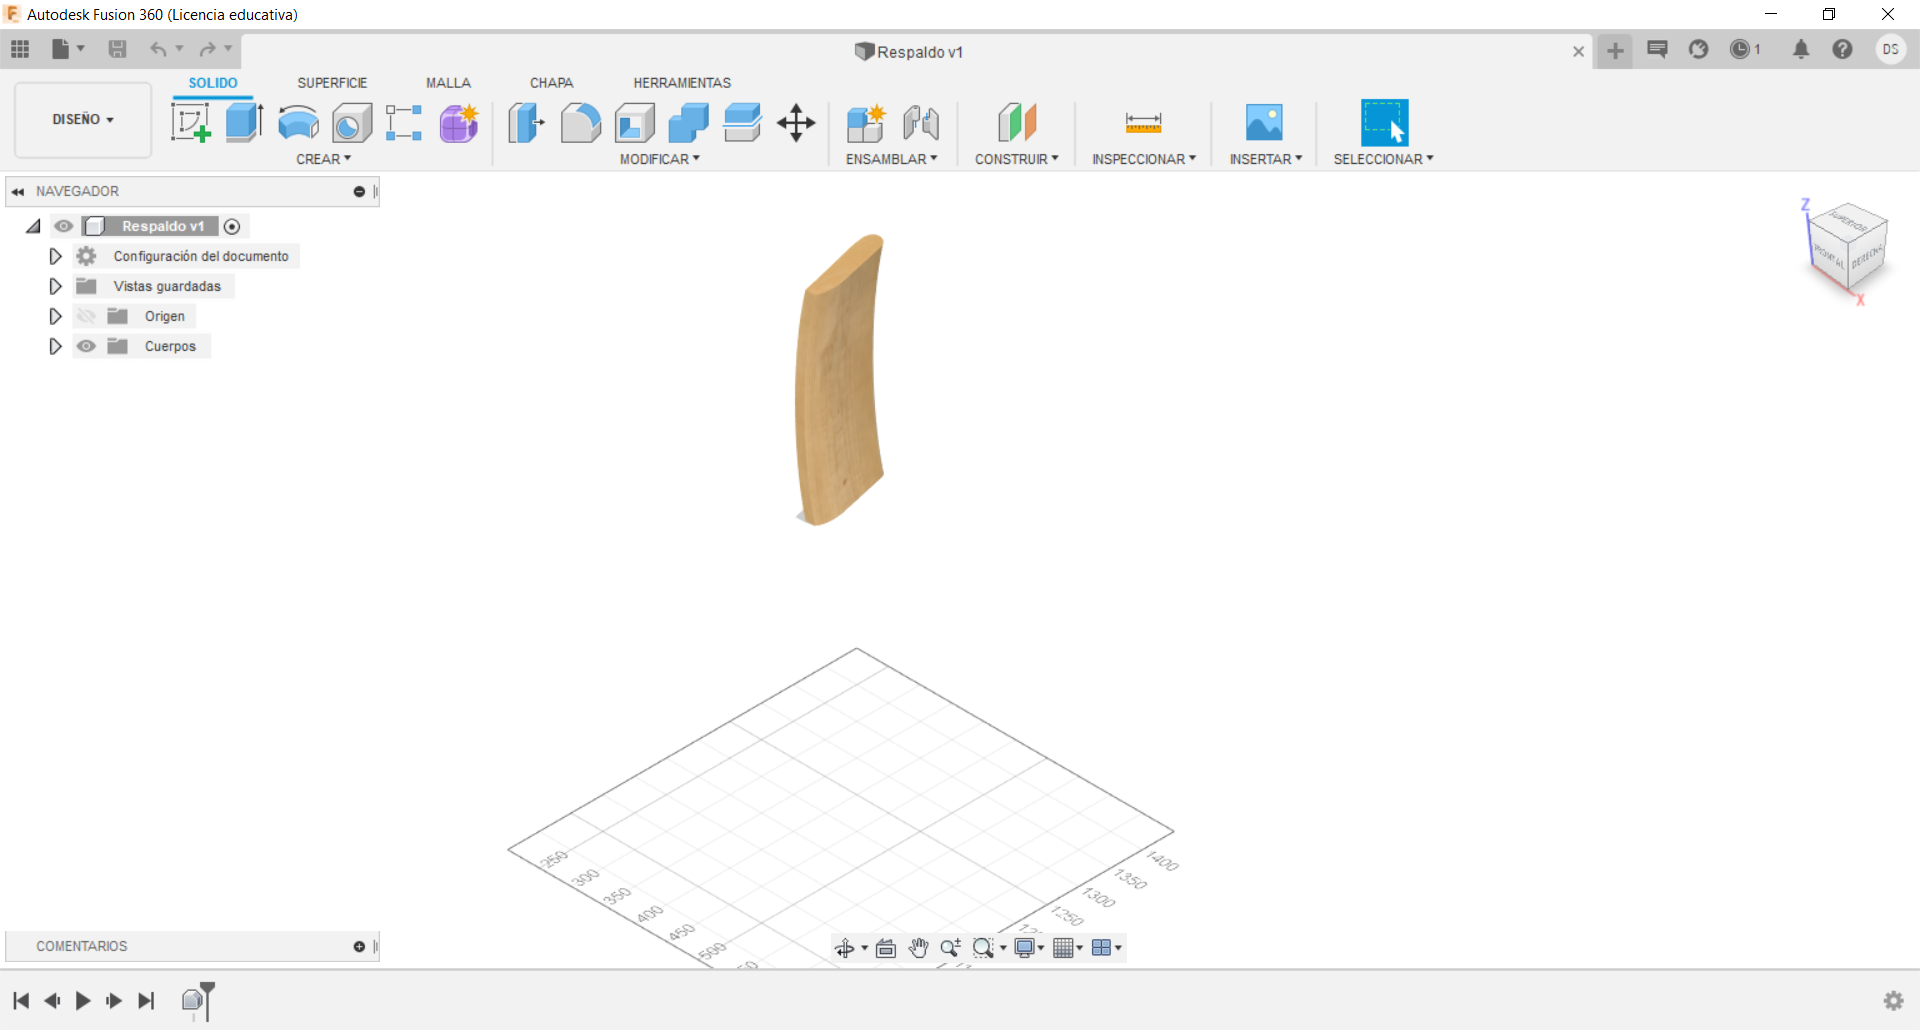 Autodesk Fusion 360 (Licencia educativa)
Respaldo v1
1
DS
DISEÑO
SOLIDO
SUPERFICIE
MALLA
CHAPA
HERRAMIENTAS
CREAR
MODIFICAR
ENSAMBLAR
CONSTRUIR
INSPECCIONAR
INSERTAR
SELECCIONAR
NAVEGADOR
Respaldo v1
Configuración del documento
Vistas guardadas
Origen
Cuerpos
Z
SUPERIOR
FRONTAL
DERECHA
X
250
300
350
400
450
500
1400
1350
1300
1250
COMENTARIOS